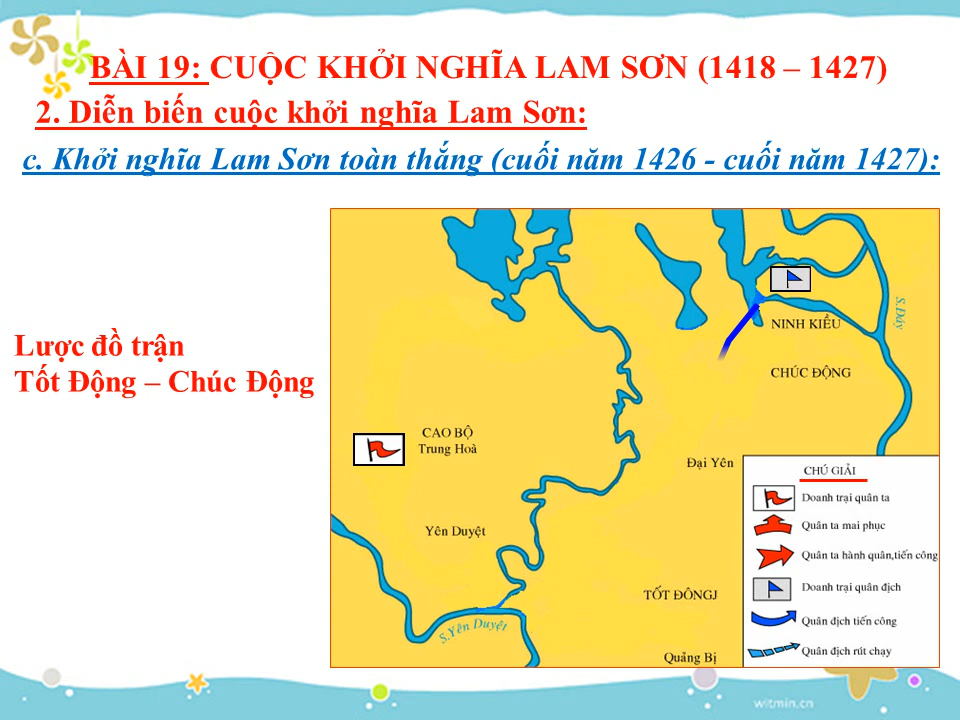 BÀI 19: CUỘC KHỞI NGHĨA LAM SƠN (1418 – 1427)
2. Diễn biến cuộc khởi nghĩa Lam Sơn:
c. Khởi nghĩa Lam Sơn toàn thắng (cuối năm 1426 - cuối năm 1427):
Lược đồ trận
Tốt Động – Chúc Động
S.Đáy
NINH KIỀU
CHÚC ĐỘNG
CAO BỘ
Trung Hoà
Đại Yên
Yên Duyệt
TỐT ĐÔNGJ
S.Yên Duyệt
Quảng Bị
CHÚ GIẢI
Doanh trại quân ta
Quân ta mai phục
Quân ta hành quân,tiến công
Doanh trại quân địch
Quân địch tiến công
Quân địch rút chạy
witmin.cn